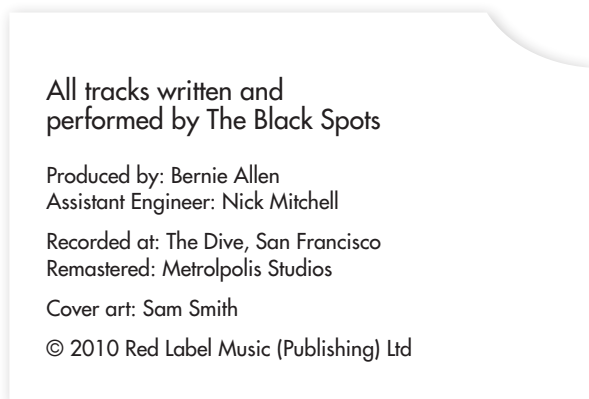 All tracks written and
performed by The Black Spots
Produced by: Bernie Allen
Assistant Engineer: Nick Mitchell
Recorded at: The Dive, San Francisco
Remastered: Metrolpolis Studios
Cover art: Sam Smith
© 2010 Red Label Music (Publishing) Ltd